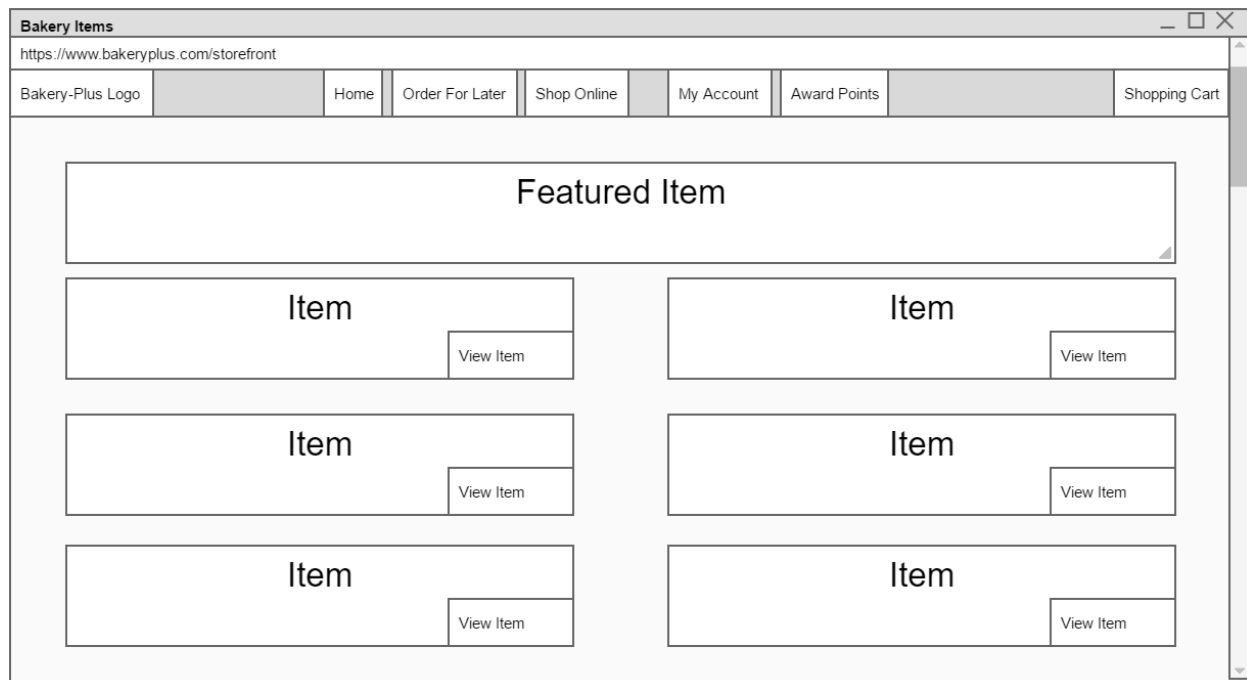 Bakery Items
https://www.bakeryplus.com/storefront
Bakery-Plus Logo Home Order For Later Shop Online My Account Award Points Shopping Cart
Featured Item
Item Item
View Item View Item
Item Item
View Item View Item
Item Item
View Item View Item